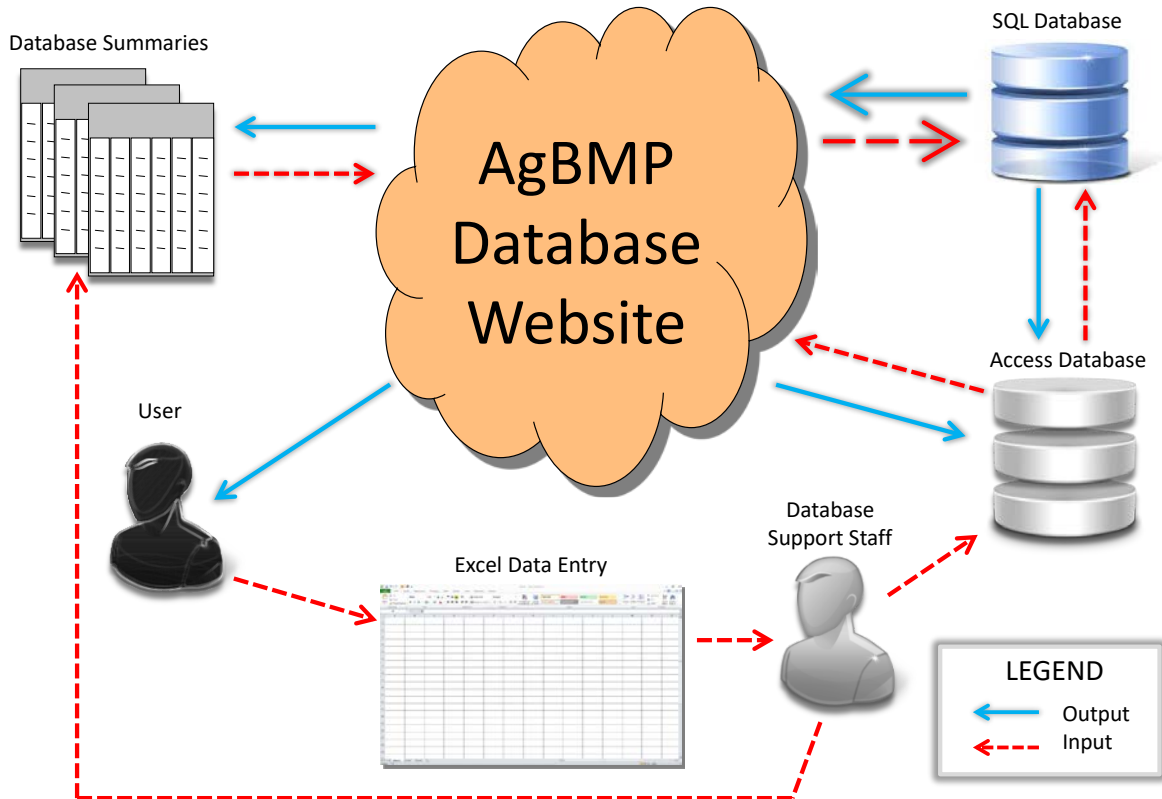 Database Summaries
SQL Database
AgBMP
Database
Website
Access Database
User
Database
Support Staff
Excel Data Entry
LEGEND
Output
Input